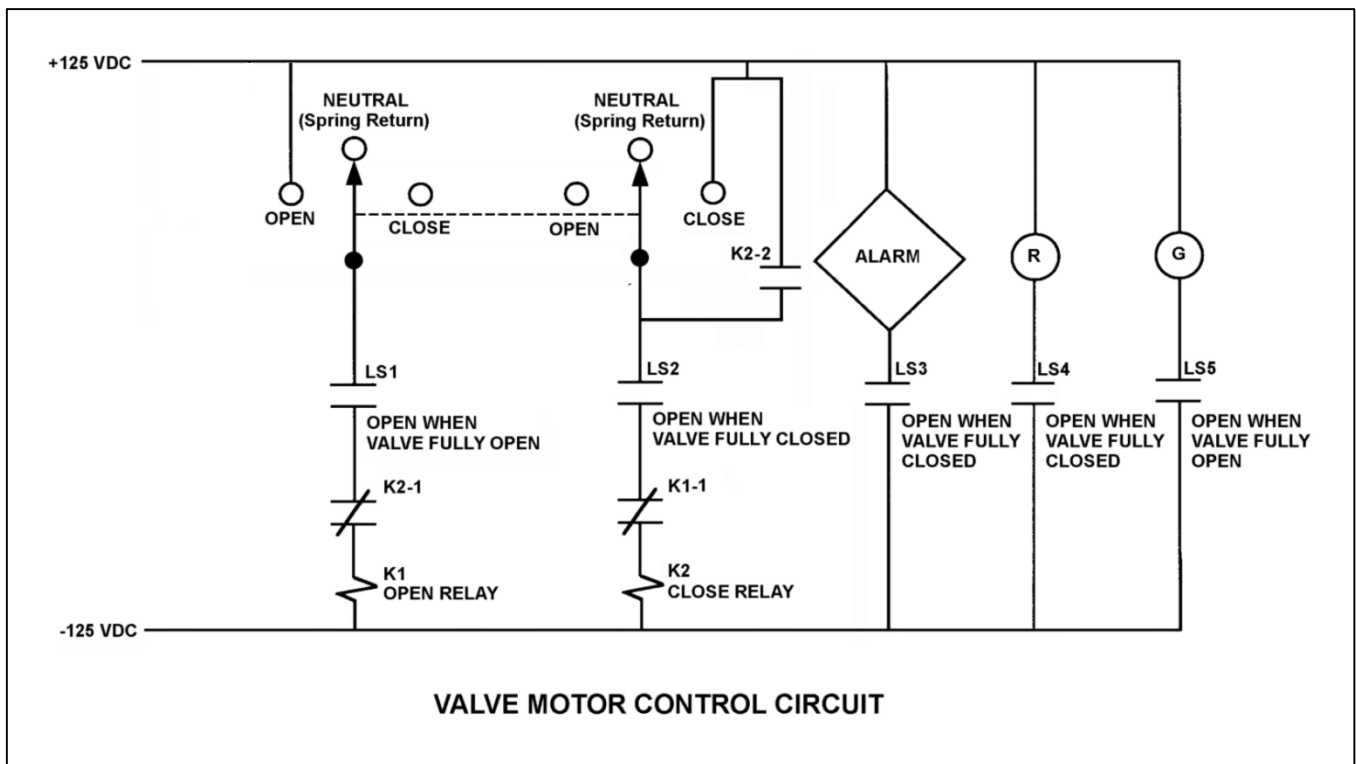 +125 VDC
NEUTRAL
(Spring Return)
NEUTRAL
(Spring Return)
OPEN
CLOSE
OPEN
CLOSE
K2-2
ALARM
R
G
LS1
OPEN WHEN
VALVE FULLY OPEN
LS2
OPEN WHEN
VALVE FULLY CLOSED
LS3
OPEN WHEN
VALVE FULLY
CLOSED
LS4
OPEN WHEN
VALVE FULLY
CLOSED
LS5
OPEN WHEN
VALVE FULLY
OPEN
K2-1
K1-1
K1
OPEN RELAY
K2
CLOSE RELAY
-125 VDC
VALVE MOTOR CONTROL CIRCUIT